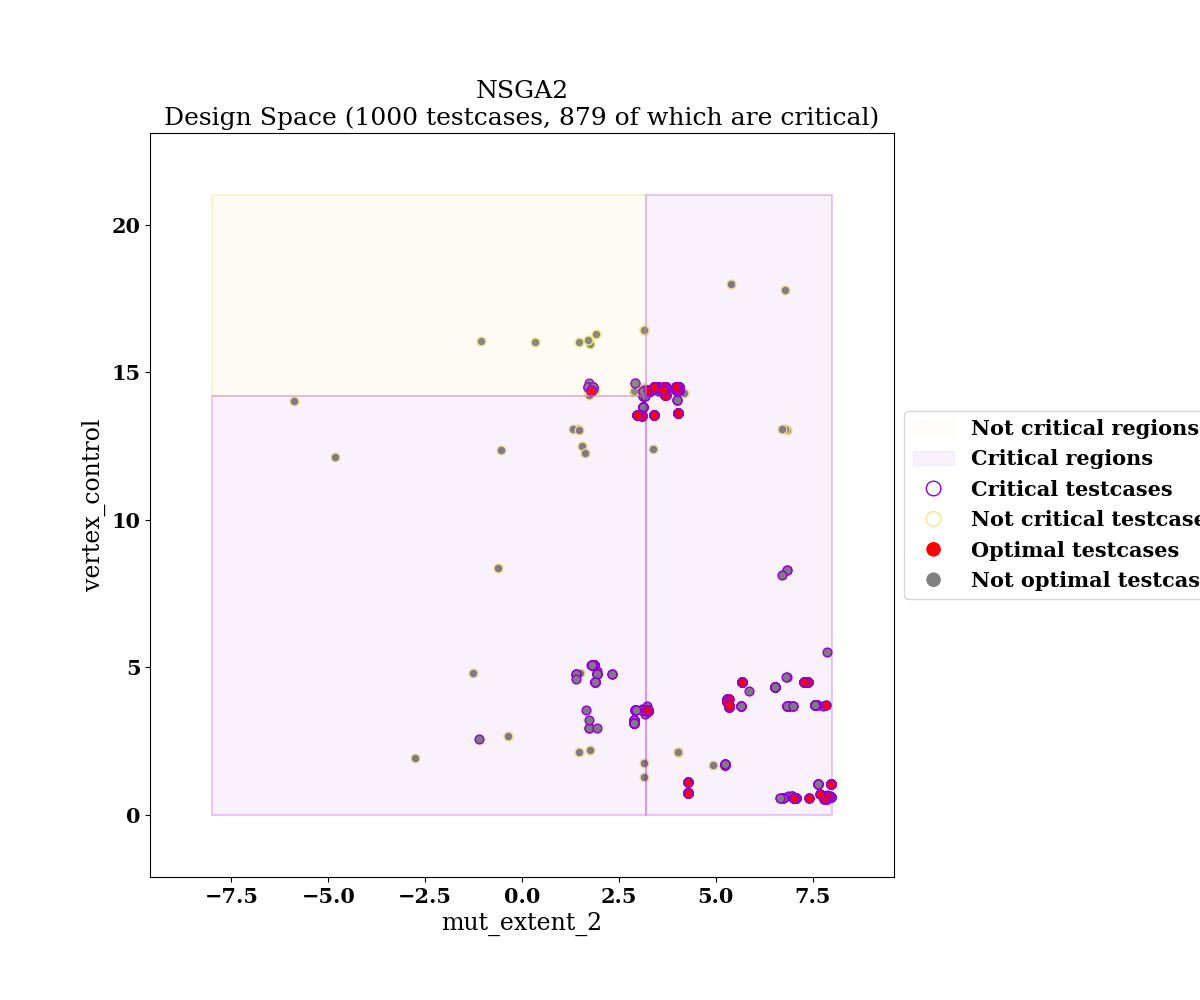 NSGA2
Design Space (1000 testcases, 879 of which are critical)
20
15
10
5
0
vertex_control
−7.5
−5.0
−2.5
0.0
2.5
5.0
7.5
mut_extent_2
Not critical regions
Critical regions
Critical testcases
Not critical testcase
Optimal testcases
Not optimal testcas